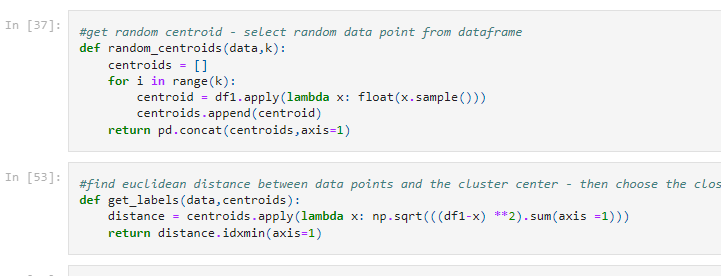 In [37]:
#get random centroid - select random data point from dataframe
def random_centroids(data,k):
    centroids = []
    for i in range(k):
        centroid = df1.apply(lambda x: float(x.sample()))
        centroids.append(centroid)
    return pd.concat(centroids,axis=1)
In [53]:
#find euclidean distance between data points and the cluster center - then choose the clos
def get_labels(data,centroids):
    distance = centroids.apply(lambda x: np.sqrt(((df1-x) **2).sum(axis =1)))
    return distance.idxmin(axis=1)